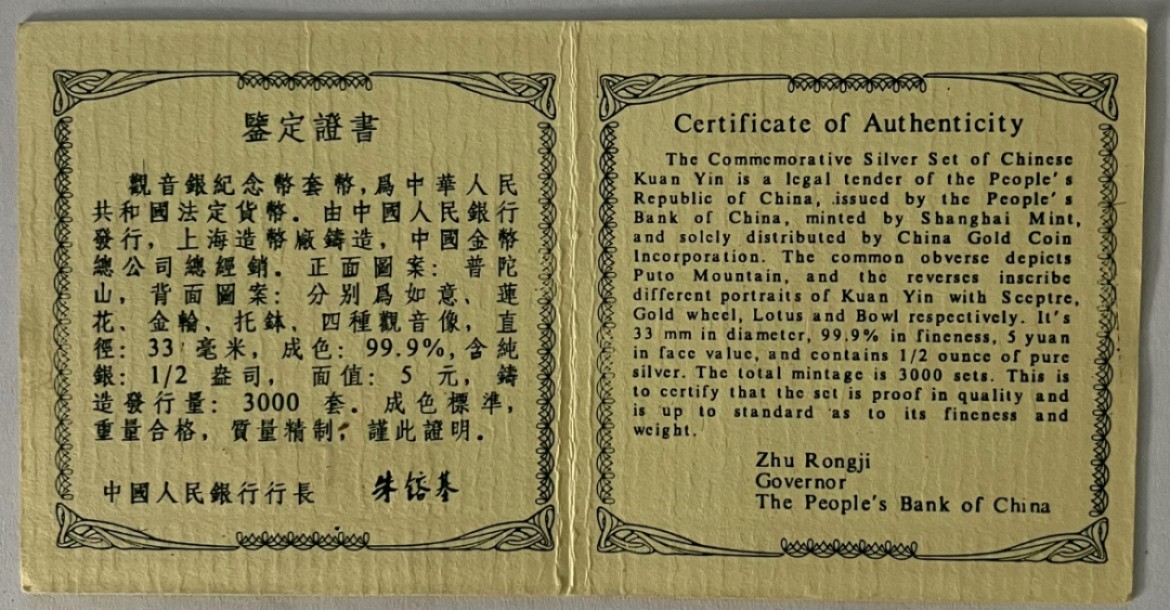 鑒定證書
觀音銀紀念幣套幣,爲中華人民
共和國法定貨幣。由中國人民銀行
發行，上海造幣廠鑄造，中國金幣
總公司總經銷。正面圖案：普陀
山，背面圖案：分别爲如意、蓮
花、金輪、托鉢、四種觀音像，直
徑：33毫米，成色：99.9%,含純
銀：1/2盎司，面值：5元，鑄
造發行量：3000套。成色標準，
重量合格，質量精制，謹此證明。
中國人民銀行行長 朱镕基
Certificate of Authenticity
The Commemorative Silver Set of Chinese
Kuan Yin is a legal tender of the People's
Republic of China, issued by the People's
Bank of China, minted by Shanghai Mint,
and solely distributed by China Gold Coin
Incorporation. The common obverse depicts
Puto Mountain, and the reverses inscribe
different portraits of Kuan Yin with Sceptre,
Gold wheel, Lotus and Bowl respectively. It's
33 mm in diameter, 99.9% in fineness, 5 yuan
in face value, and contains 1/2 ounce of pure
silver. The total mintage is 3000 sets. This is
to certify that the set is proof in quality and
is up to standard as to its fineness and
weight.
Zhu Rongji
Governor
The People's Bank of China